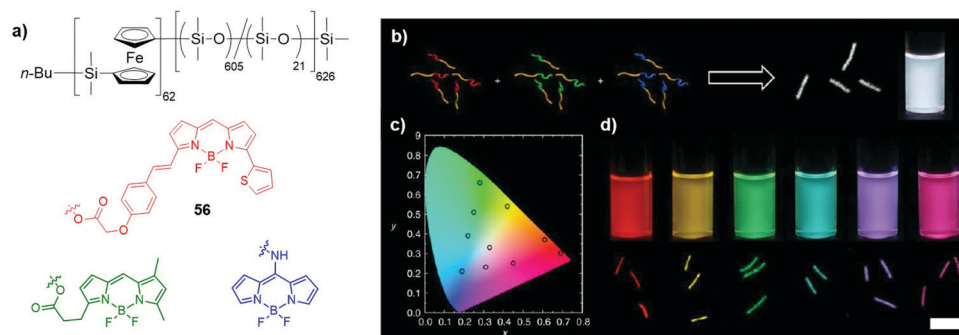 a)
Si
O
Si
O
Si
605
21
626
Fe
n-Bu
Si
62
N
N
B
F
F
S
O
O
O
56
O
O
N
N
B
F
F
NH
N
N
B
F
F
b)
+
+
c)
0.9
0.8
0.7
0.6
0.5
0.4
0.3
0.2
0.1
0
y
0.0 0.1 0.2 0.3 0.4 0.5 0.6 0.7 0.8
x
d)